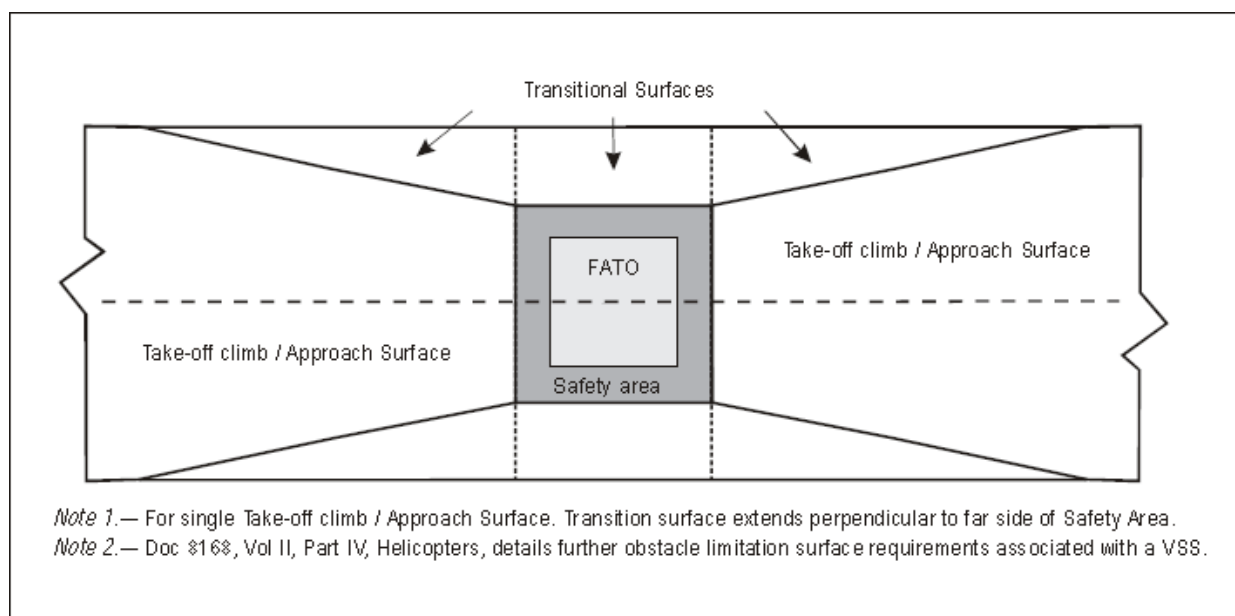 Transitional Surfaces
FATO
Take-off climb / Approach Surface
Take-off climb / Approach Surface
Safety area
Note 1.— For single Take-off climb / Approach Surface. Transition surface extends perpendicular to far side of Safety Area.
Note 2.— Doc 8168, Vol II, Part IV, Helicopters, details further obstacle limitation surface requirements associated with a VSS.